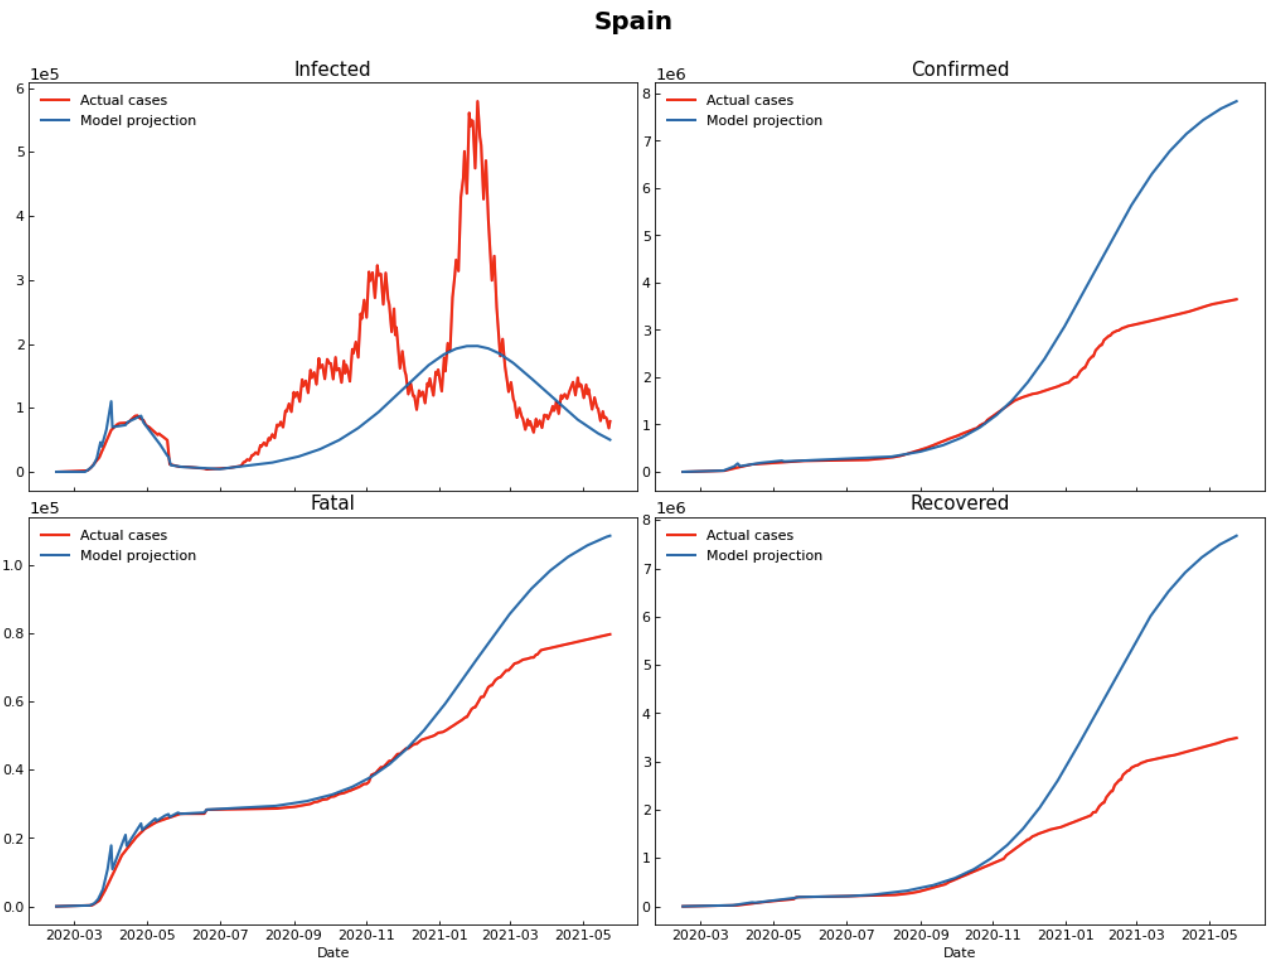 Spain
Infected
1e5
Actual cases
Model projection
6
5
4
3
2
1
0
Confirmed
1e6
Actual cases
Model projection
8
7
6
5
4
3
2
1
0
Fatal
1e5
Actual cases
Model projection
1.0
0.8
0.6
0.4
0.2
0.0
2020-03 2020-05 2020-07 2020-09 2020-11 2021-01 2021-03 2021-05
Date
Recovered
1e6
Actual cases
Model projection
8
7
6
5
4
3
2
1
0
2020-03 2020-05 2020-07 2020-09 2020-11 2021-01 2021-03 2021-05
Date